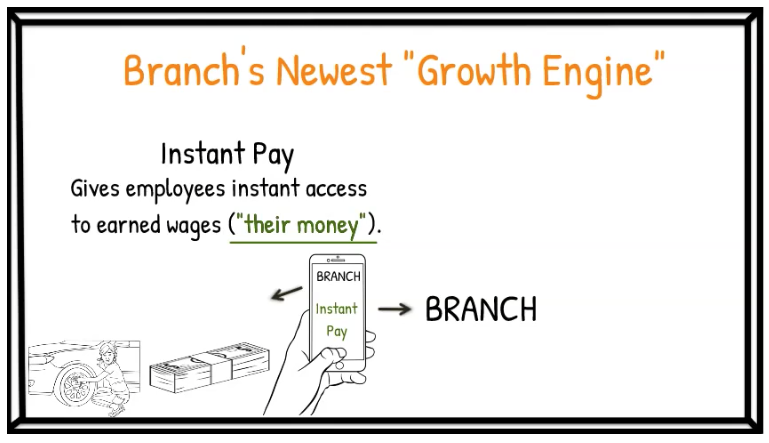 Branch's Newest "Growth Engine"
Instant Pay
Gives employees instant access
to earned wages ("their money").
BRANCH
Instant
Pay
BRANCH